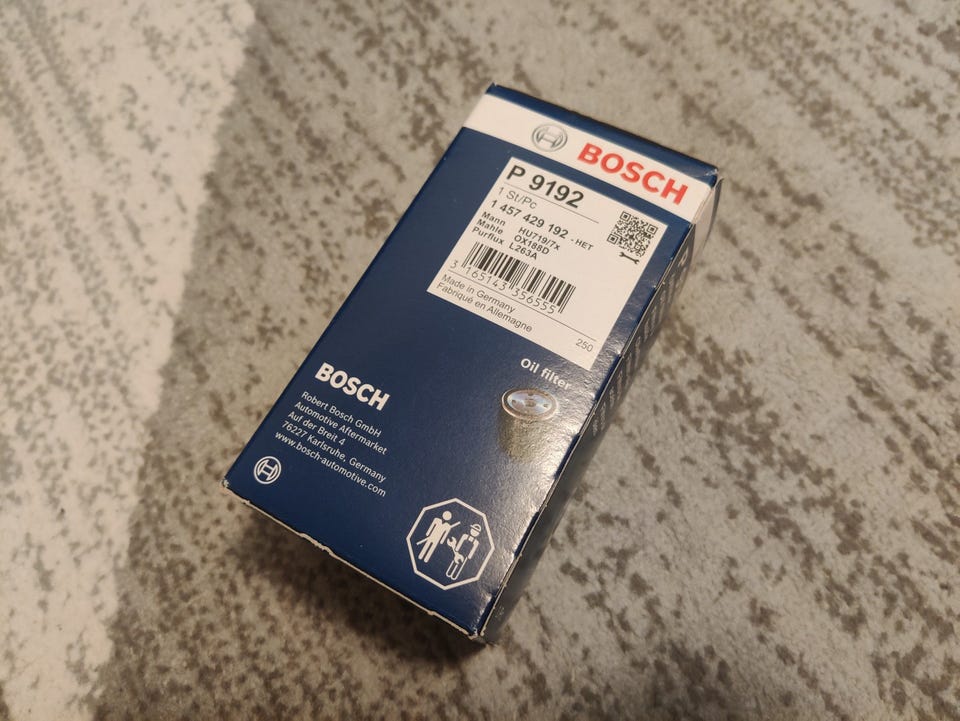 BOSCH
P 9192
1 St/Pc
1 457 429 192 - HET
Mann HU719/7x
Mahle OX188D
Purflux L263A
3 165143 356555
Made in Germany
Fabriqué en Allemagne
250
Oil filter
BOSCH
Robert Bosch GmbH
Automotive Aftermarket
Auf der Breit 4
76227 Karlsruhe, Germany
www.bosch-automotive.com